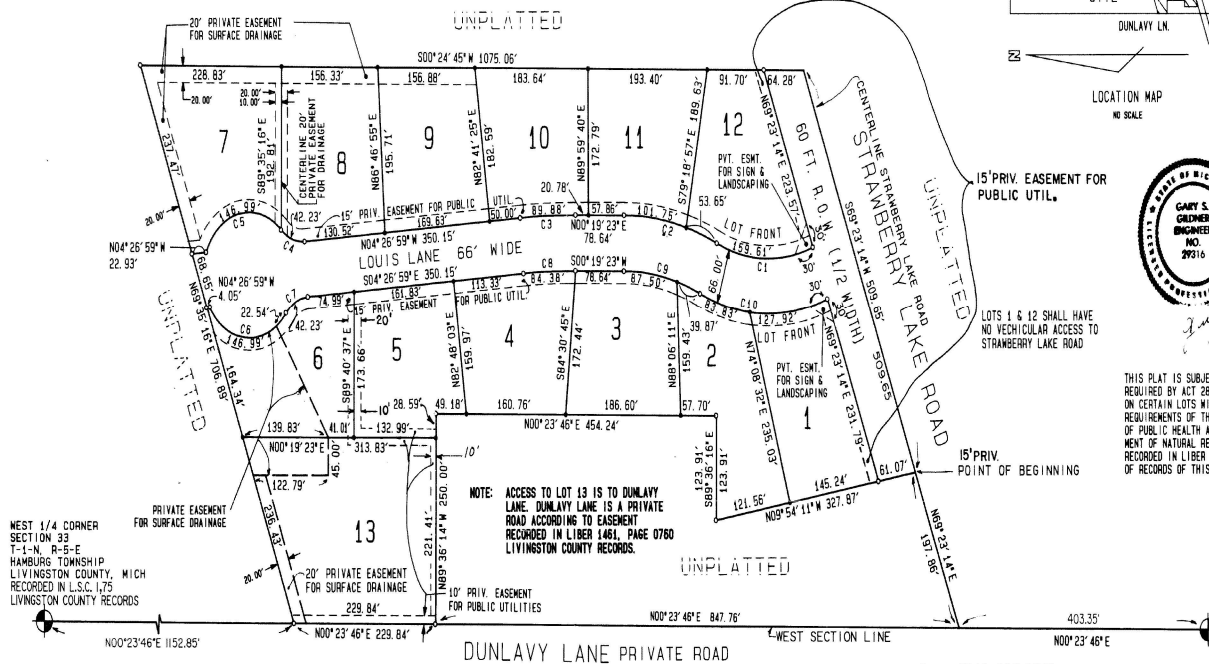 UNPLATTED
20' PRIVATE EASEMENT
FOR SURFACE DRAINAGE
S00° 24' 45" W 1075.06'
228.83'
156.33'
156.88'
183.64'
193.40'
91.70'
64.28'
20.00'
20.00'
10.00'
237.47'
20.00'
7
8
9
10
11
12
S89° 35' 16" E
192.81'
CENTERLINE 20'
PRIVATE EASEMENT
FOR DRAINAGE
N86° 46' 55" E
195.71'
N82° 41' 25" E
182.59'
N89° 59' 40" E
172.79'
S79° 18' 57" E 189.63'
N69° 23' 14" E 223.57'
PVT. ESMT.
FOR SIGN &
LANDSCAPING
60 FT. R.O.W. (1/2 WIDTH)
CENTERLINE STRAWBERRY LAKE ROAD
STRAWBERRY LAKE ROAD
S69° 23' 14" W 509.65'
509.65
UNPLATTED
DUNLAVY LN.
N
LOCATION MAP
NO SCALE
15' PRIV. EASEMENT FOR
PUBLIC UTIL.
STATE OF MIC
GARY S.
ENGINEE
NO.
29316
LICENSED
PROFESS
LOTS 1 & 12 SHALL HAVE
NO VECHICULAR ACCESS TO
STRAWBERRY LAKE ROAD
146.99'
C5
42.23'
C4
15' PRIV. EASEMENT FOR PUBLIC UTIL.
130.52'
169.63'
50.00'
89.88'
C3
20.78'
57.86'
101.75'
C2
53.65'
LOT FRONT
159.61'
C1
30'
30'
N04° 26' 59" W 350.15'
N00° 19' 23" E
78.64'
N04° 26' 59" W
22.93'
LOUIS LANE 66' WIDE
66.00'
68.65'
N04° 26' 59" W
4.05'
S04° 26' 59" E 350.15'
S00° 19' 23" W
C8
84.38'
78.64'
C9
87.50'
C10
83.83'
39.87'
127.92'
LOT FRONT
30'
C7
22.54'
42.23'
C6
146.99'
74.99'
161.83'
113.33'
15' PRIV. EASEMENT FOR PUBLIC UTIL.
20'
UNPLATTED
N69° 35' 16" E 706.89'
164.34'
6
5
4
3
2
1
S89° 40' 37" E
173.66'
N82° 48' 03" E
159.97'
S84° 30' 45" E
172.44'
N88° 06' 11" E
159.43'
N74° 08' 32" E 235.03'
N69° 23' 14" E 231.79'
PVT. ESMT.
FOR SIGN &
LANDSCAPING
10'
28.59'
49.18'
160.76'
186.60'
57.70'
N00° 23' 46" E 454.24'
139.83'
41.01'
132.99'
N00° 19' 23" E
313.83'
45.00'
122.79'
10'
S89° 36' 16" E
123.91'
123.91'
121.56'
145.24'
61.07'
N09° 54' 11" W 327.87'
15' PRIV.
POINT OF BEGINNING
THIS PLAT IS SUBJE
REQUIRED BY ACT 28
ON CERTAIN LOTS WI
REQUIREMENTS OF TH
OF PUBLIC HEALTH A
MENT OF NATURAL RE
RECORDED IN LIBER
OF RECORDS OF THIS
NOTE: ACCESS TO LOT 13 IS TO DUNLAVY
LANE. DUNLAVY LANE IS A PRIVATE
ROAD ACCORDING TO EASEMENT
RECORDED IN LIBER 1461, PAGE 0760
LIVINGSTON COUNTY RECORDS.
PRIVATE EASEMENT
FOR SURFACE DRAINAGE
236.43'
20.00'
13
221.41'
N89° 36' 14" W 250.00'
20' PRIVATE EASEMENT
FOR SURFACE DRAINAGE
229.84'
10' PRIV. EASEMENT
FOR PUBLIC UTILITIES
UNPLATTED
N69° 23' 14" E
197.86'
WEST 1/4 CORNER
SECTION 33
T-1-N, R-5-E
HAMBURG TOWNSHIP
LIVINGSTON COUNTY, MICH
RECORDED IN L.S.C. 1,75
LIVINGSTON COUNTY RECORDS
N00°23'46"E 1152.85'
N00° 23' 46" E 229.84'
N00° 23' 46" E 847.76'
WEST SECTION LINE
403.35'
N00° 23' 46" E
DUNLAVY LANE PRIVATE ROAD